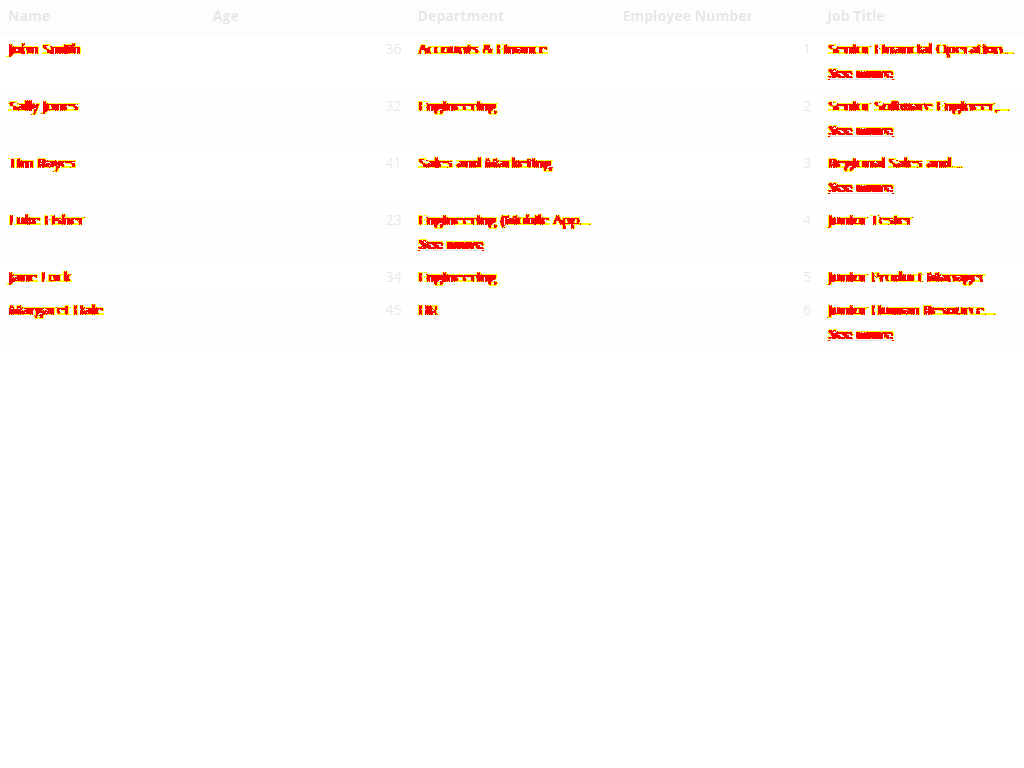 Name Age Department Employee Number Job Title
John Smith 36 Accounts & Finance 1 Senior Financial Operation...
See more
Sally Jones 32 Engineering 2 Senior Software Engineer,...
See more
Tim Bayes 41 Sales and Marketing 3 Regional Sales and...
See more
Luke Fisher 23 Engineering (Mobile App... 4 Junior Tester
See more
Jane Lock 34 Engineering 5 Junior Product Manager
Margaret Hale 45 HR 6 Junior Human Resource...
See more